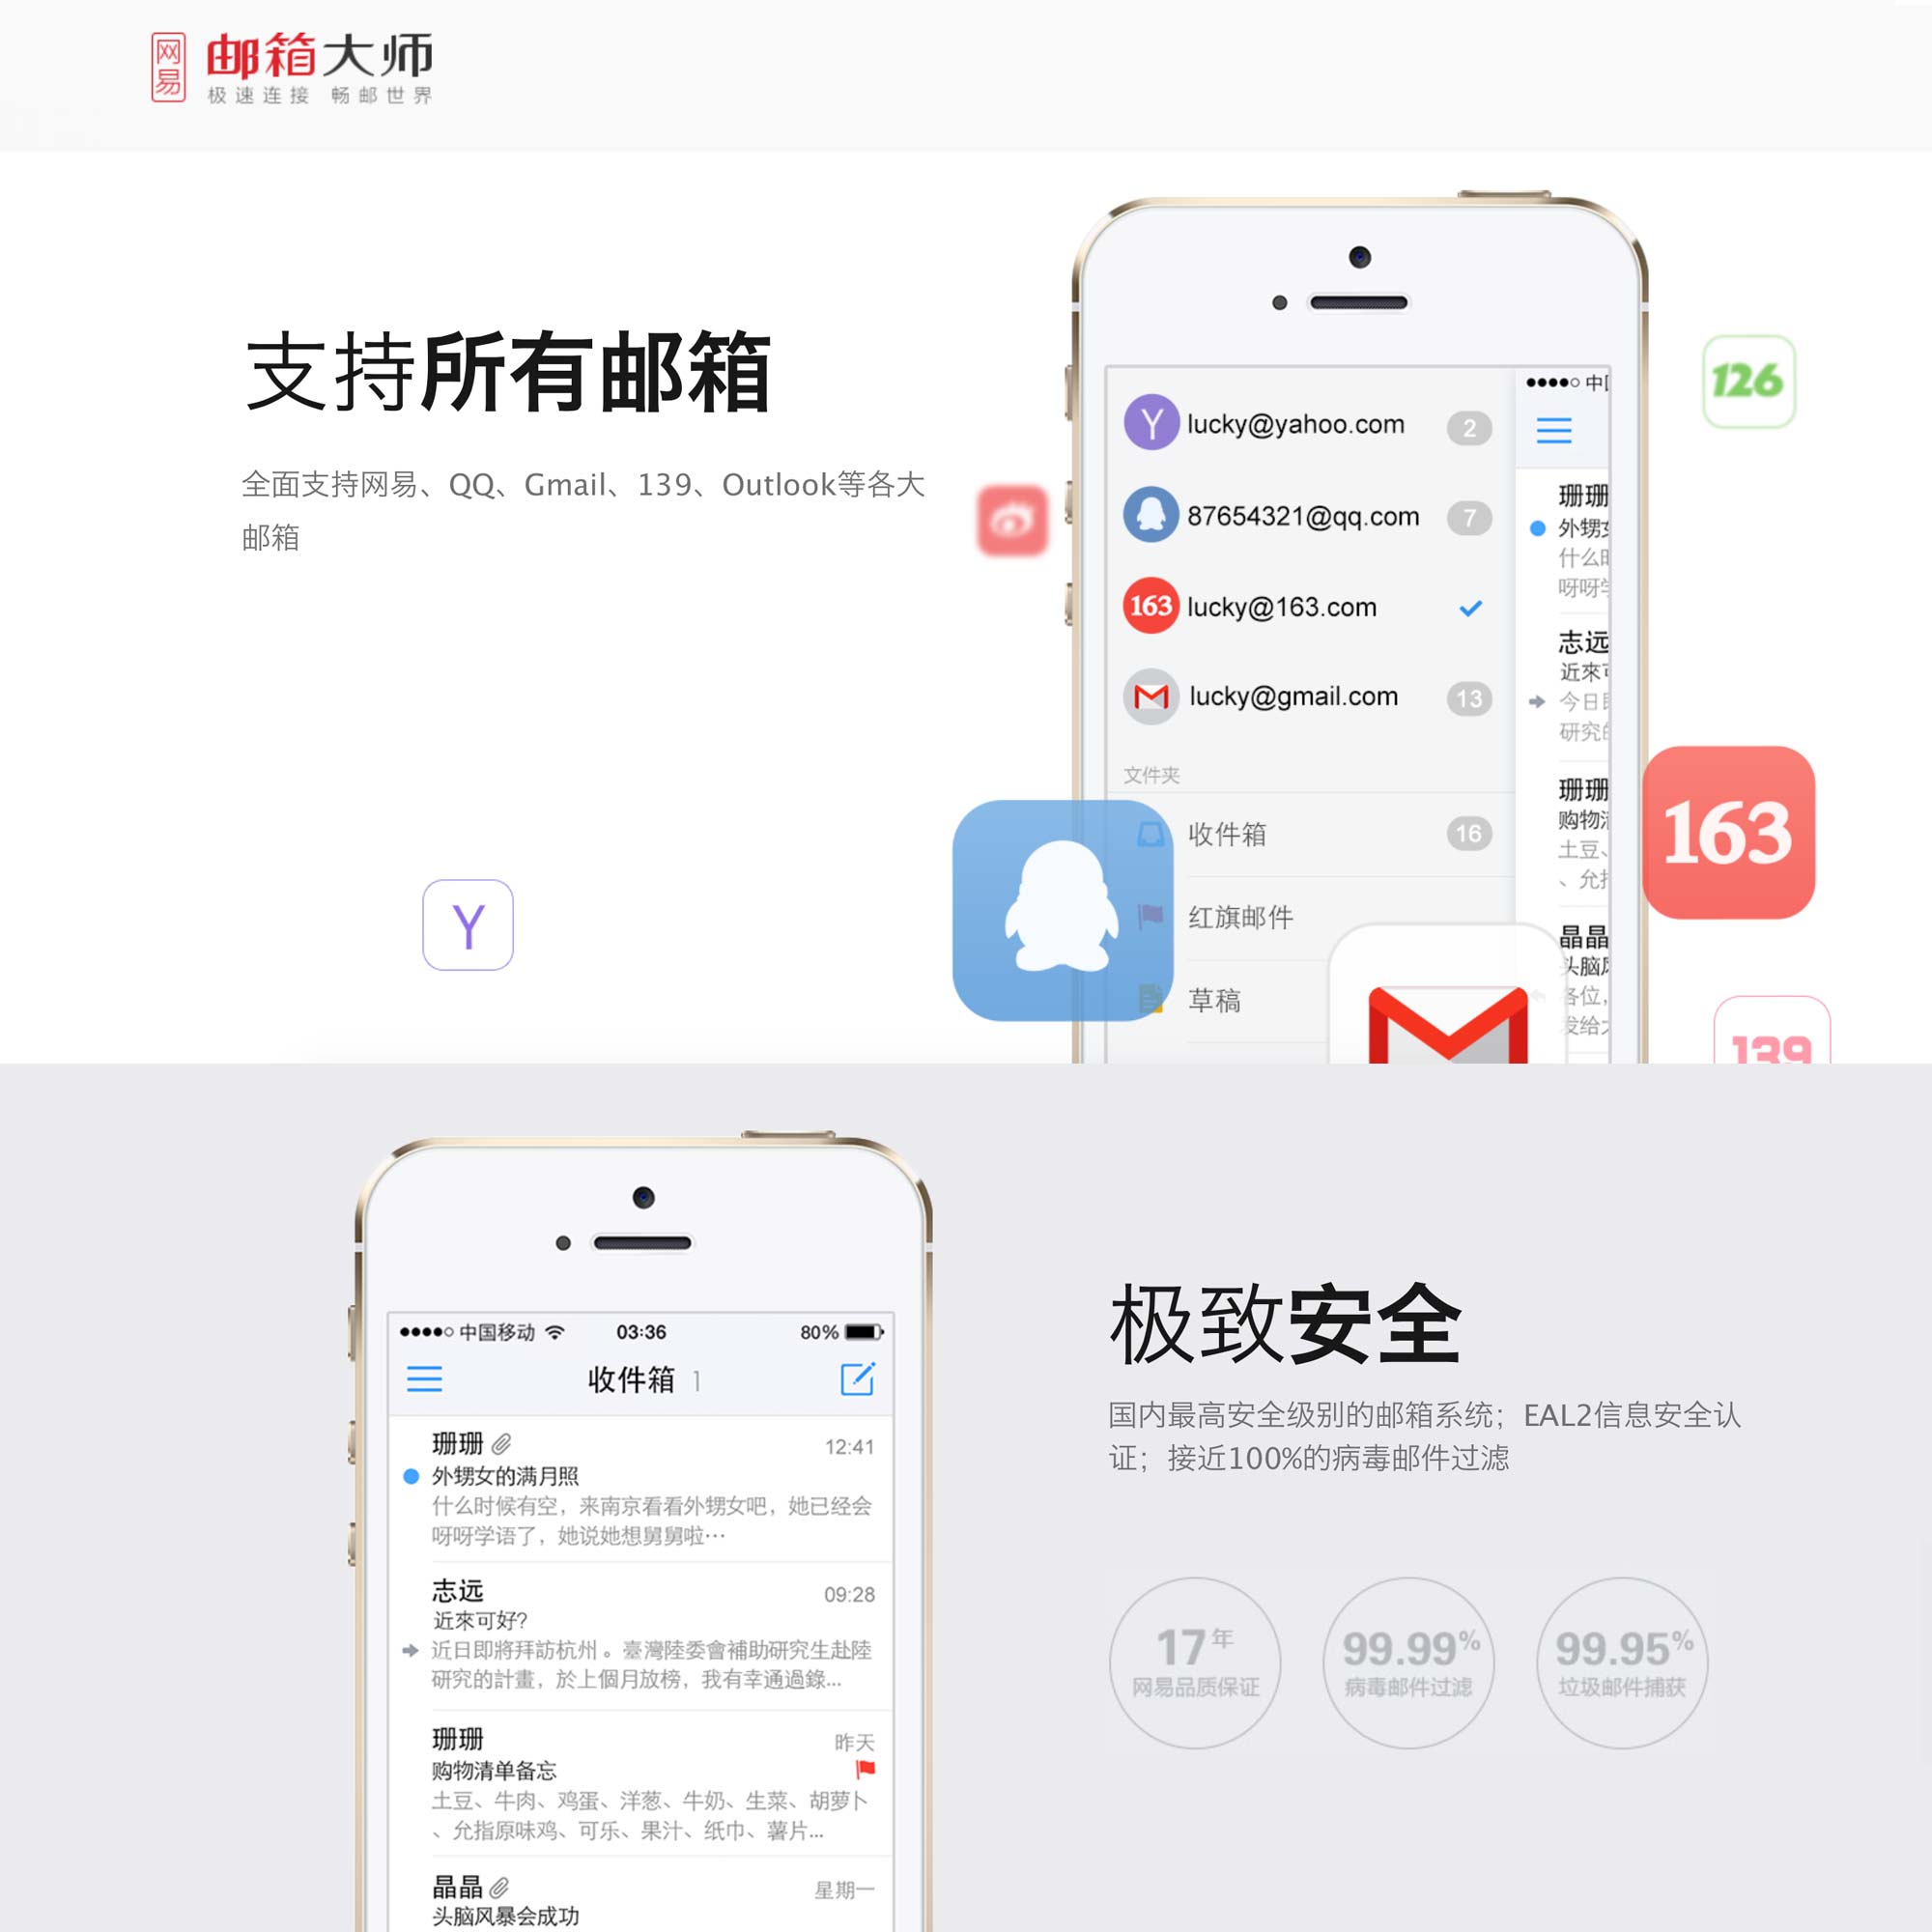 网易
邮箱大师
极速连接 畅邮世界
支持所有邮箱
全面支持网易、QQ、Gmail、139、Outlook等各大
邮箱
Y lucky@yahoo.com 2
87654321@qq.com 7
163 lucky@163.com
lucky@gmail.com 13
文件夹
收件箱 16
红旗邮件
草稿
中国
珊珊
外甥女
什么时
呀呀学
志远
近來可
今日即
研究的
珊珊
购物清
土豆、
、允指
晶晶
头脑风
各位,
发给大
126
163
Y
139
中国移动 03:36 80%
收件箱 1
珊珊 12:41
外甥女的满月照
什么时候有空，来南京看看外甥女吧，她已经会
呀呀学语了，她说她想舅舅啦…
志远 09:28
近來可好?
近日即將拜訪杭州。臺灣陸委會補助研究生赴陸
研究的計畫，於上個月放榜，我有幸通過錄...
珊珊 昨天
购物清单备忘
土豆、牛肉、鸡蛋、洋葱、牛奶、生菜、胡萝卜
、允指原味鸡、可乐、果汁、纸巾、薯片...
晶晶 星期一
头脑风暴会成功
极致安全
国内最高安全级别的邮箱系统；EAL2信息安全认
证；接近100%的病毒邮件过滤
17年
网易品质保证
99.99%
病毒邮件过滤
99.95%
垃圾邮件捕获